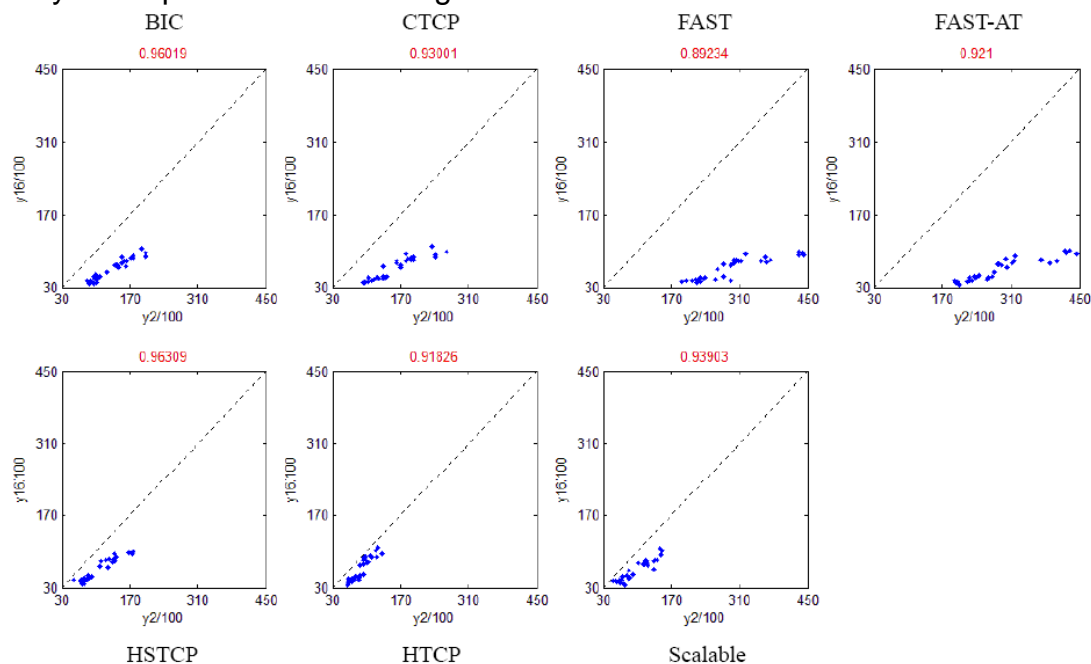 BIC CTCP FAST FAST-AT
0.96019 0.93001 0.89234 0.921
450 450 450 450
310 310 310 310
y16/100 y16/100 y16/100 y16/100
170 170 170 170
30 30 30 30
30 170 310 450 30 170 310 450 30 170 310 450 30 170 310 450
y2/100 y2/100 y2/100 y2/100
0.96309 0.91826 0.93903
450 450 450
310 310 310
y16/100 y16/100 y16/100
170 170 170
30 30 30
30 170 310 450 30 170 310 450 30 170 310 450
y2/100 y2/100 y2/100
HSTCP HTCP Scalable